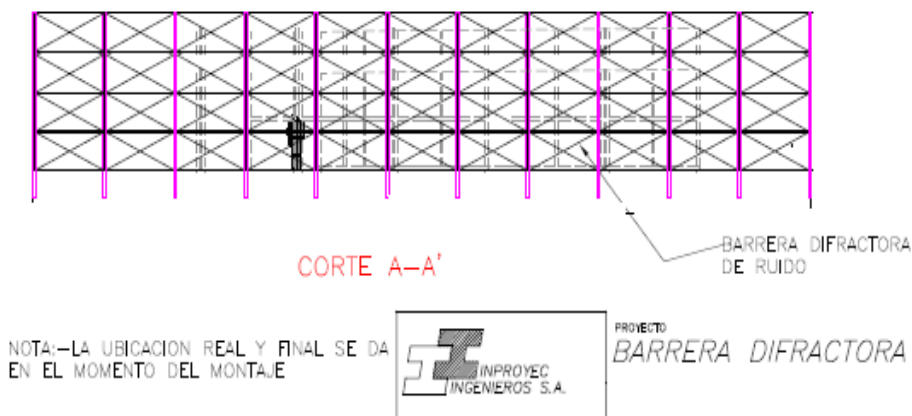 CORTE A-A'
BARRERA DIFRACTORA
DE RUIDO
NOTA:-LA UBICACION REAL Y FINAL SE DA
EN EL MOMENTO DEL MONTAJE
INPROYEC
INGENIEROS S.A.
PROYECTO
BARRERA DIFRACTORA